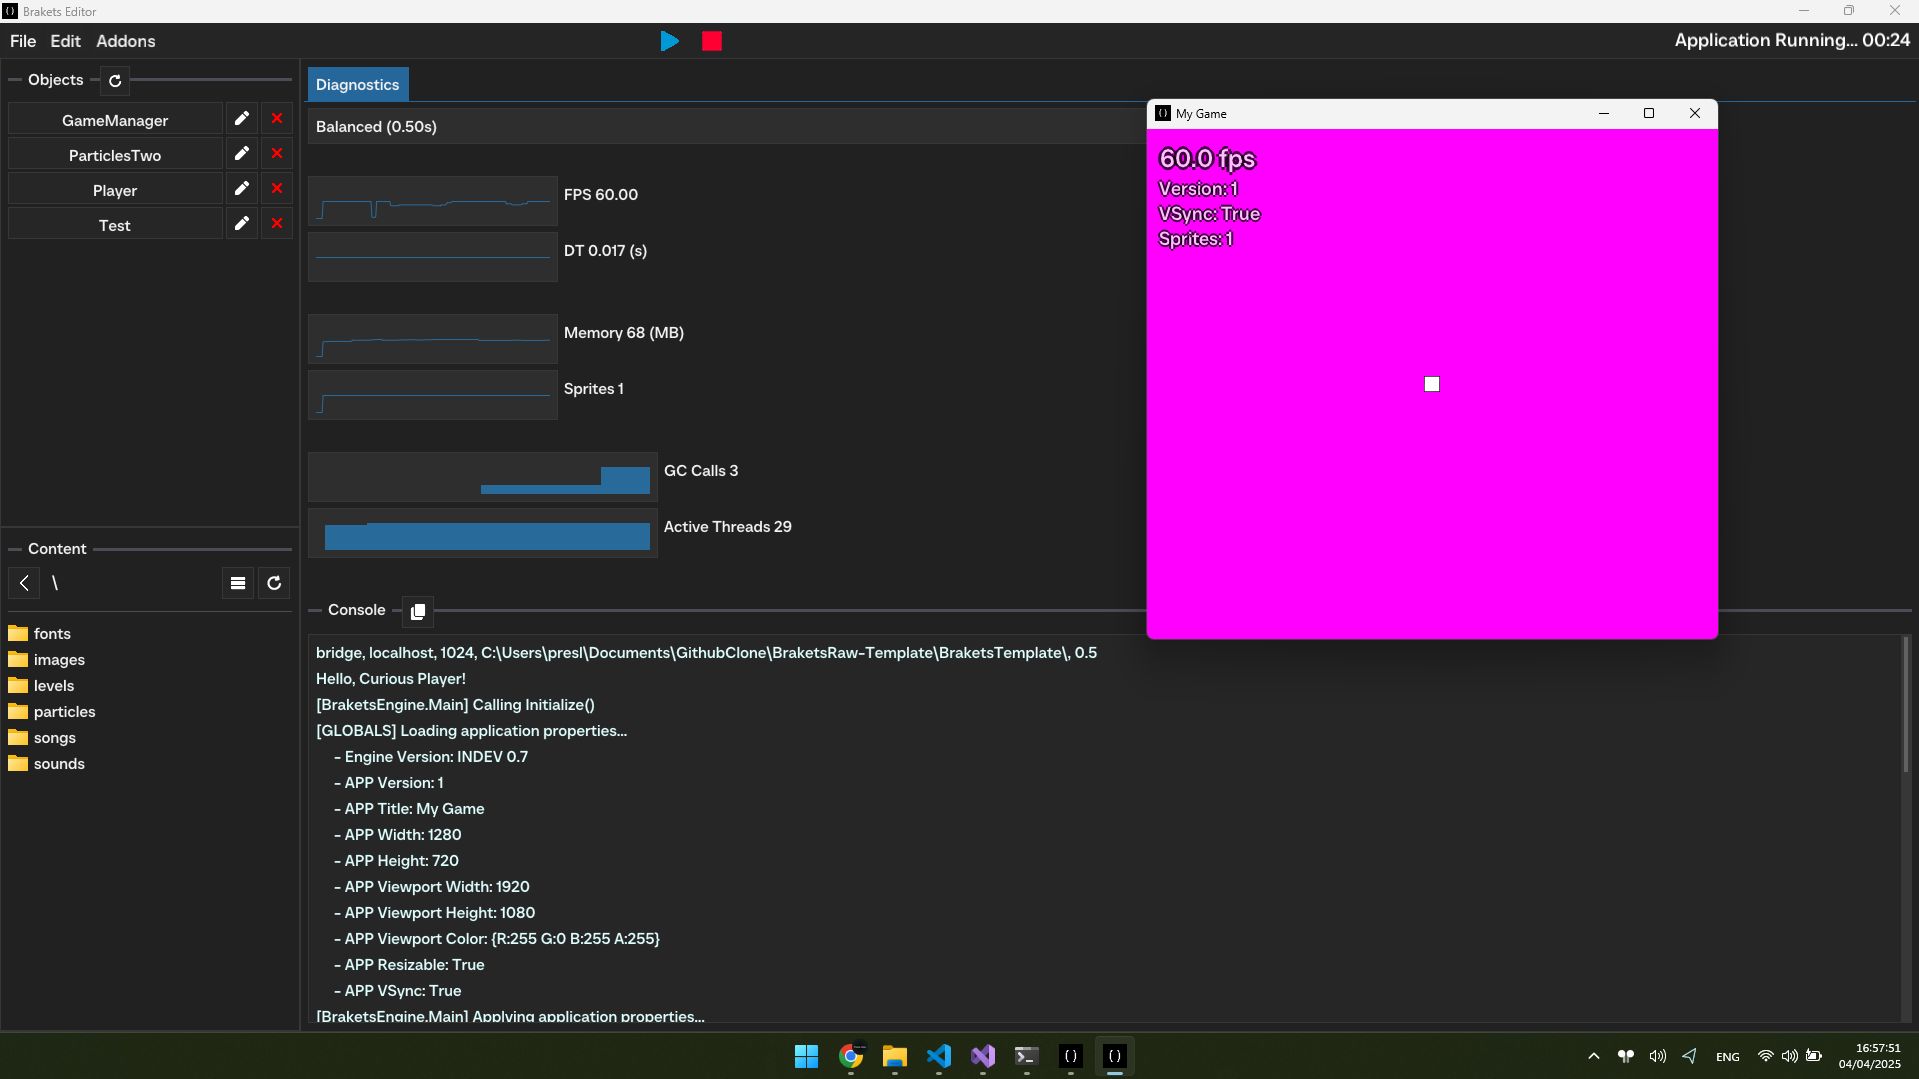 Brakets Editor
File Edit Addons
Application Running... 00:24
Objects
GameManager
ParticlesTwo
Player
Test
Diagnostics
Balanced (0.50s)
FPS 60.00
DT 0.017 (s)
Memory 68 (MB)
Sprites 1
GC Calls 3
Active Threads 29
My Game
60.0 fps
Version: 1
VSync: True
Sprites: 1
Content
\
fonts
images
levels
particles
songs
sounds
Console
bridge, localhost, 1024, C:\Users\presl\Documents\GithubClone\BraketsRaw-Template\BraketsTemplate\, 0.5
Hello, Curious Player!
[BraketsEngine.Main] Calling Initialize()
[GLOBALS] Loading application properties...
- Engine Version: INDEV 0.7
- APP Version: 1
- APP Title: My Game
- APP Width: 1280
- APP Height: 720
- APP Viewport Width: 1920
- APP Viewport Height: 1080
- APP Viewport Color: {R:255 G:0 B:255 A:255}
- APP Resizable: True
- APP VSync: True
[BraketsEngine.Main] Applying application properties...
ENG
16:57:51
04/04/2025